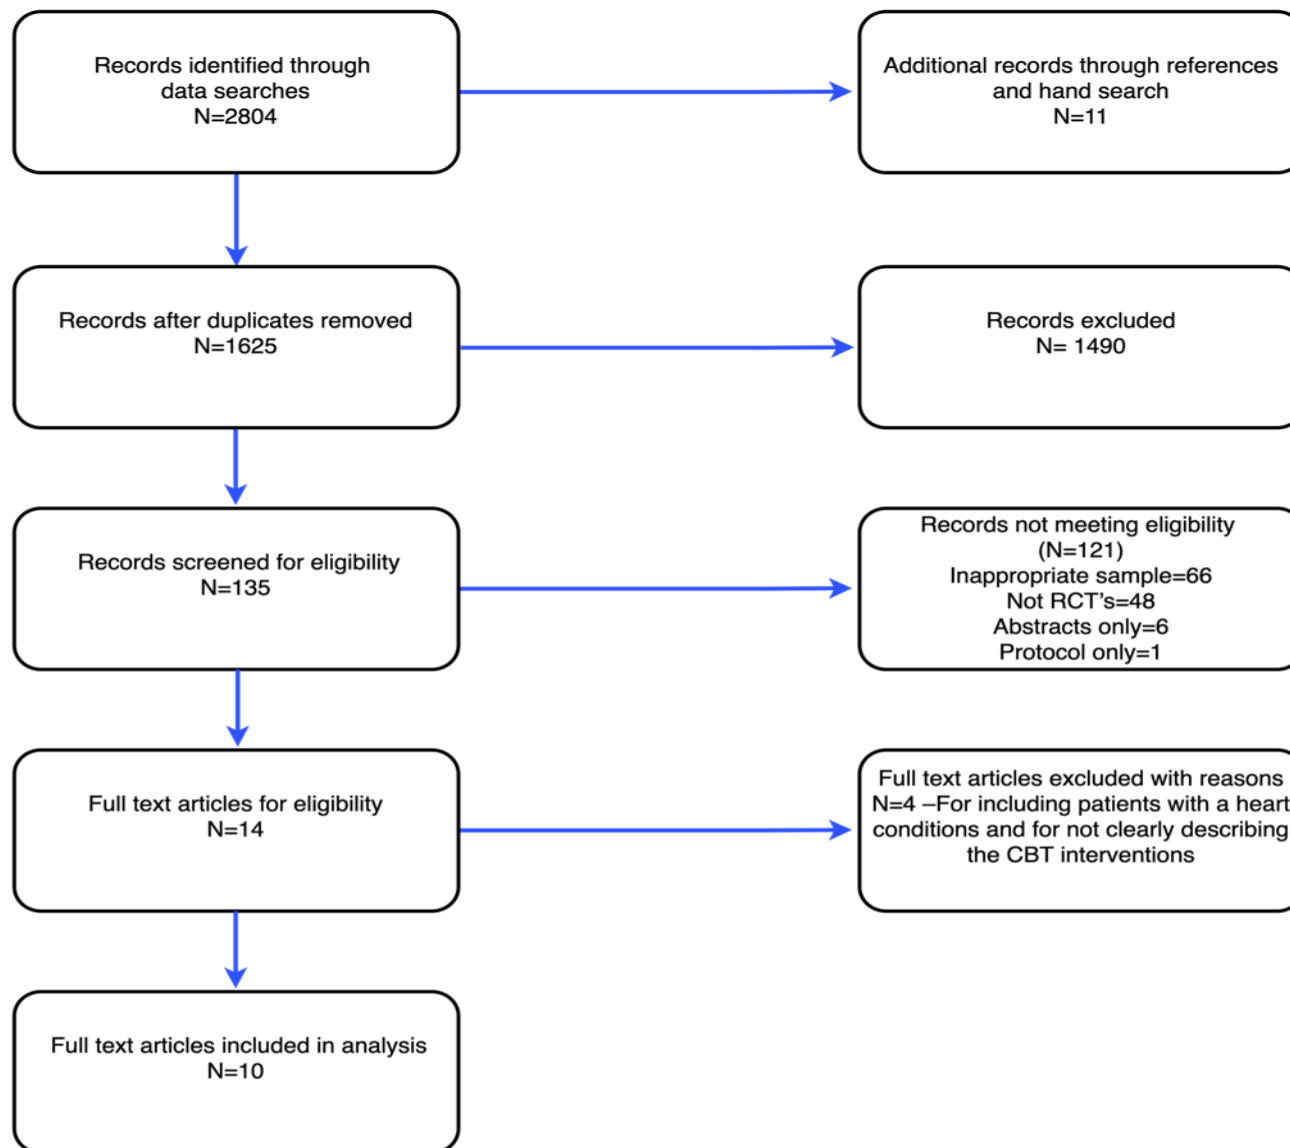 Records identified through
data searches
N=2804
Additional records through references
and hand search
N=11
Records after duplicates removed
N=1625
Records excluded
N= 1490
Records screened for eligibility
N=135
Records not meeting eligibility
(N=121)
Inappropriate sample=66
Not RCT’s=48
Abstracts only=6
Protocol only=1
Full text articles for eligibility
N=14
Full text articles excluded with reasons
N=4 –For including patients with a heart
conditions and for not clearly describing
the CBT interventions
Full text articles included in analysis
N=10